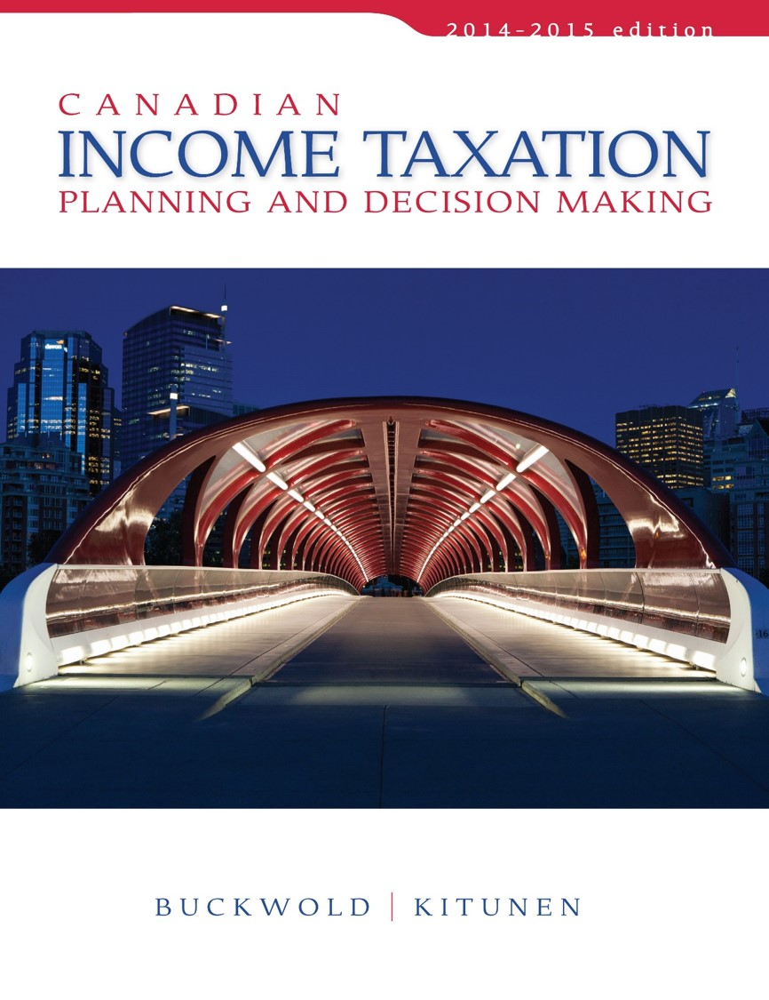 2014-2015 edition
CANADIAN
INCOME TAXATION
PLANNING AND DECISION MAKING
BUCKWOLD | KITUNEN